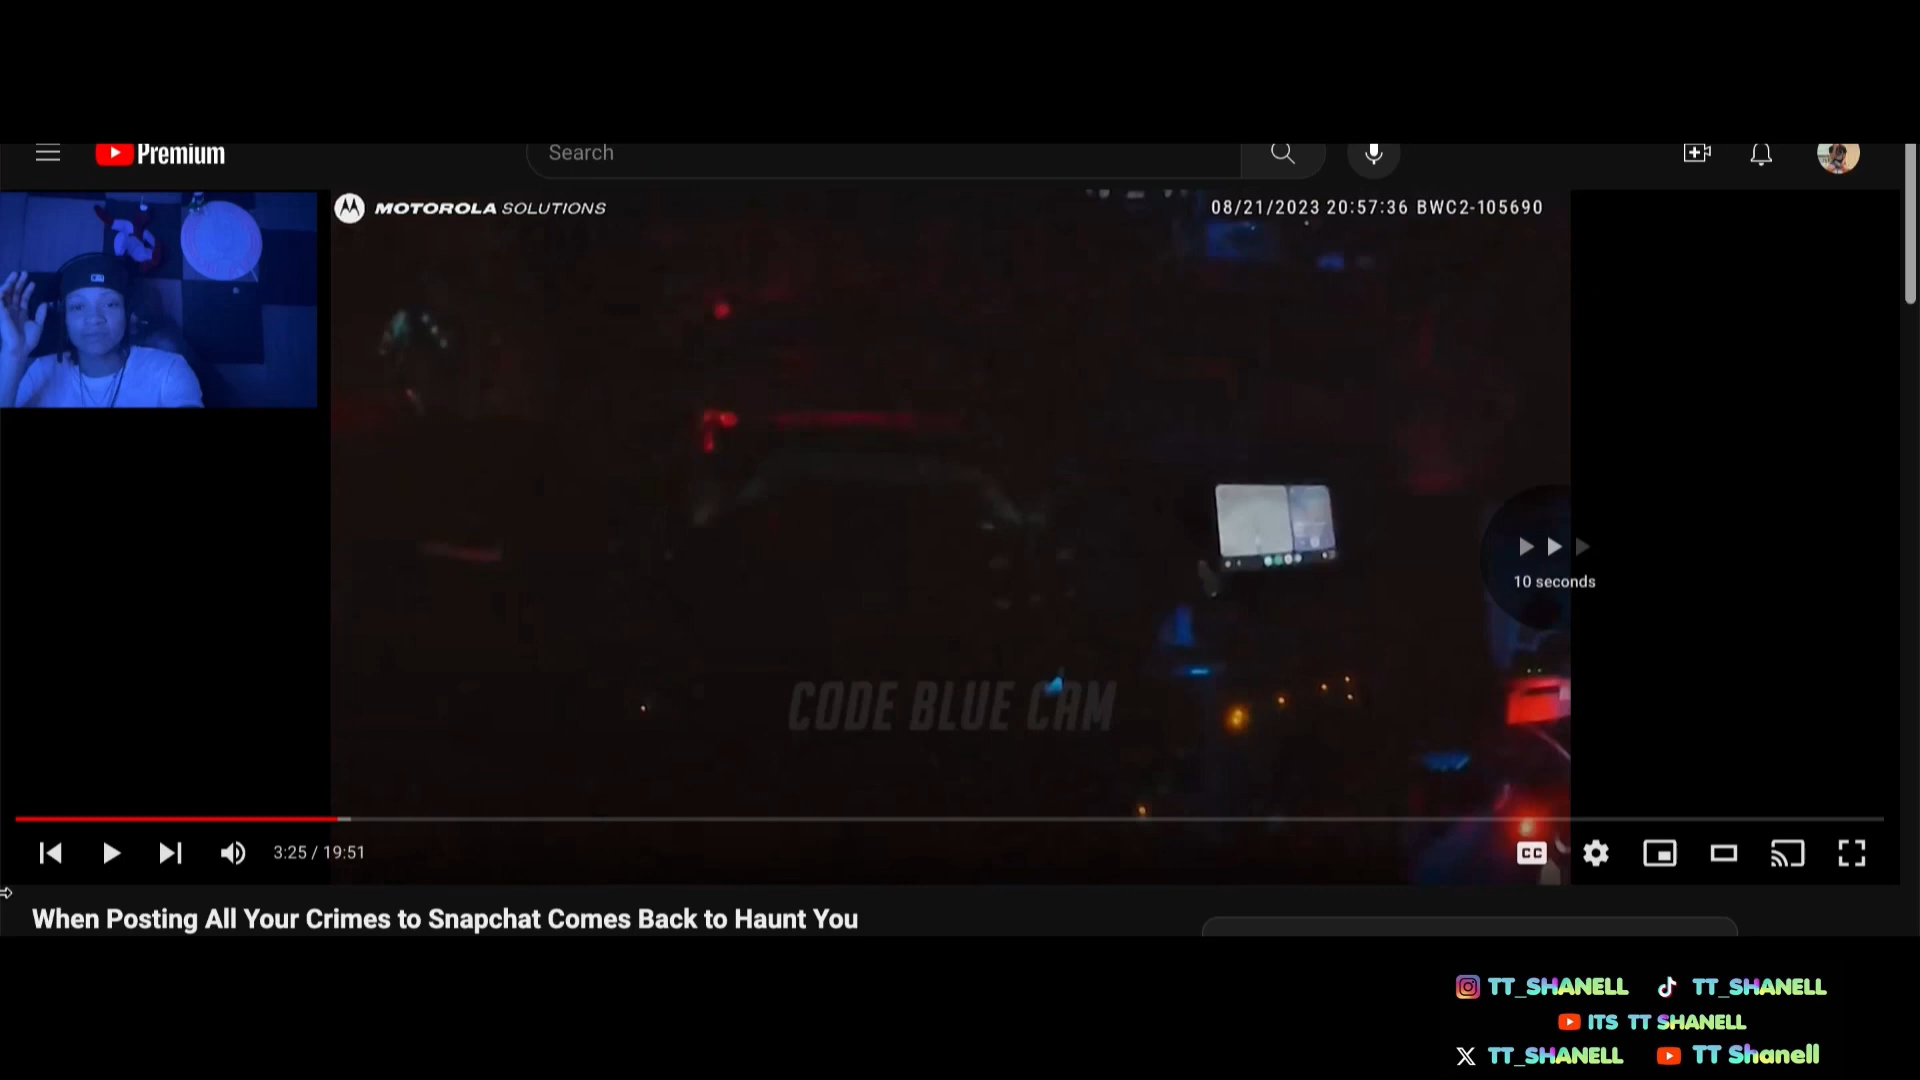 Premium
Search
MOTOROLA SOLUTIONS
08/21/2023 20:57:36 BWC2-105690
10 seconds
CODE BLUE CAM
3:25 / 19:51
CC
When Posting All Your Crimes to Snapchat Comes Back to Haunt You
TT_SHANELL TT_SHANELL
ITS TT SHANELL
TT_SHANELL TT Shanell